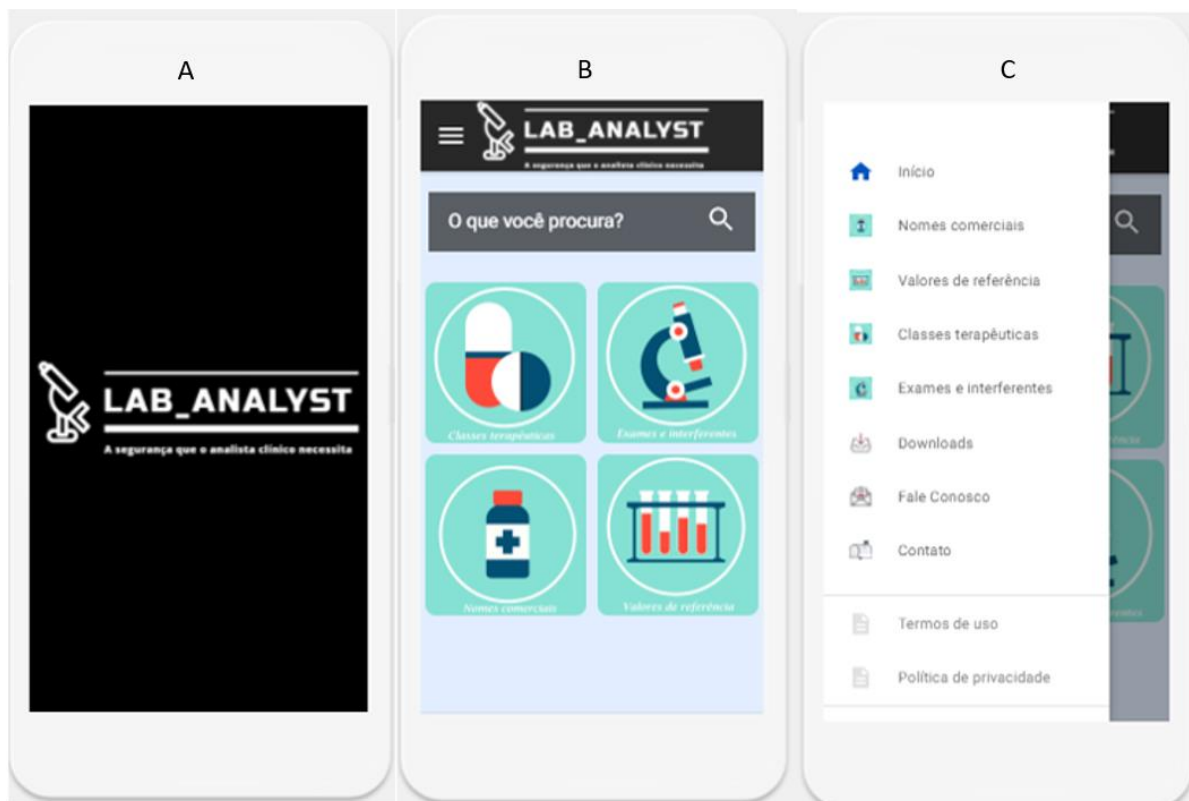 A
LAB_ANALYST
A segurança que o analista clínico necessita
B
LAB_ANALYST
A segurança que o analista clínico necessita
O que você procura?
Classes terapêuticas
Exames e interferentes
Nomes comerciais
Valores de referência
C
Início
Nomes comerciais
Valores de referência
Classes terapêuticas
Exames e interferentes
Downloads
Fale Conosco
Contato
Termos de uso
Política de privacidade